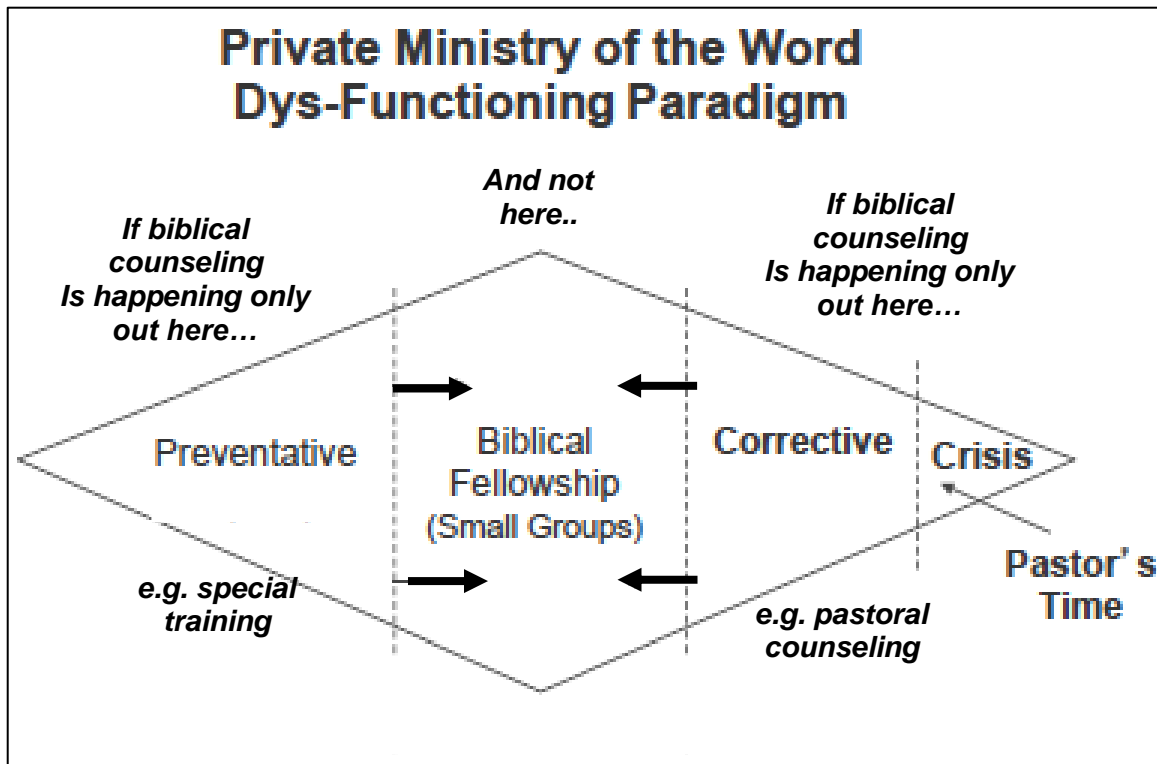 Private Ministry of the Word
Dys-Functioning Paradigm
And not
here..
If biblical
counseling
Is happening only
out here…
If biblical
counseling
Is happening only
out here…
Preventative
Biblical
Fellowship
(Small Groups)
Corrective
Crisis
Pastor's
Time
e.g. special
training
e.g. pastoral
counseling